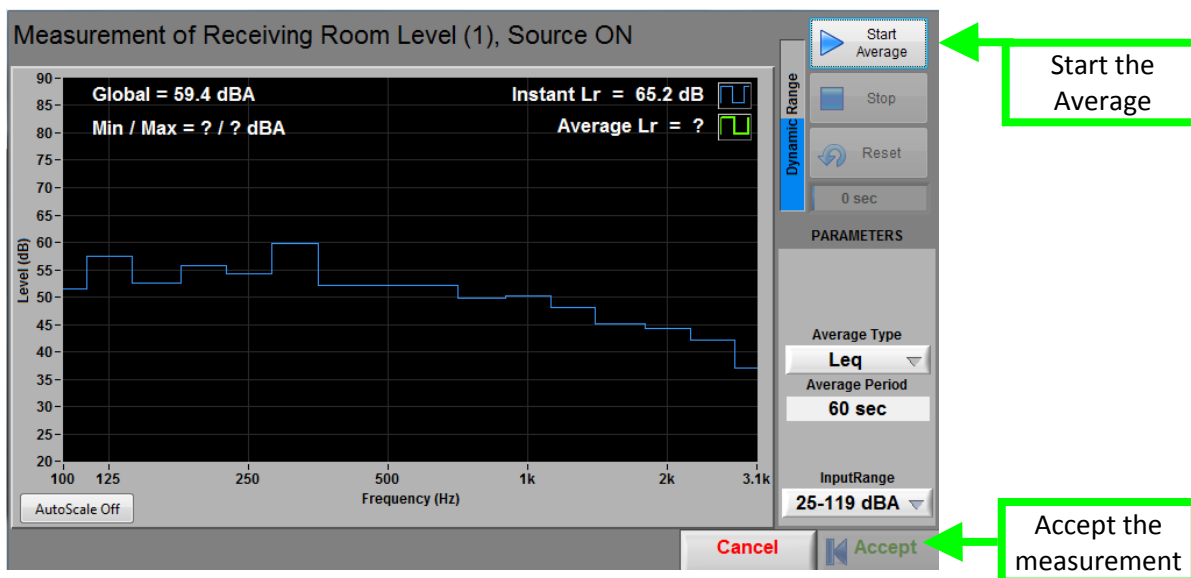 Measurement of Receiving Room Level (1), Source ON
Start
Average
Start the
Average
Stop
Reset
0 sec
Dynamic Range
Global = 59.4 dBA
Instant Lr = 65.2 dB
Min / Max = ? / ? dBA
Average Lr = ?
90
85
80
75
70
65
60
55
50
45
40
35
30
25
20
Level (dB)
100 125 250 500 1k 2k 3.1k
Frequency (Hz)
AutoScale Off
PARAMETERS
Average Type
Leq
Average Period
60 sec
InputRange
25-119 dBA
Cancel
Accept
Accept the
measurement